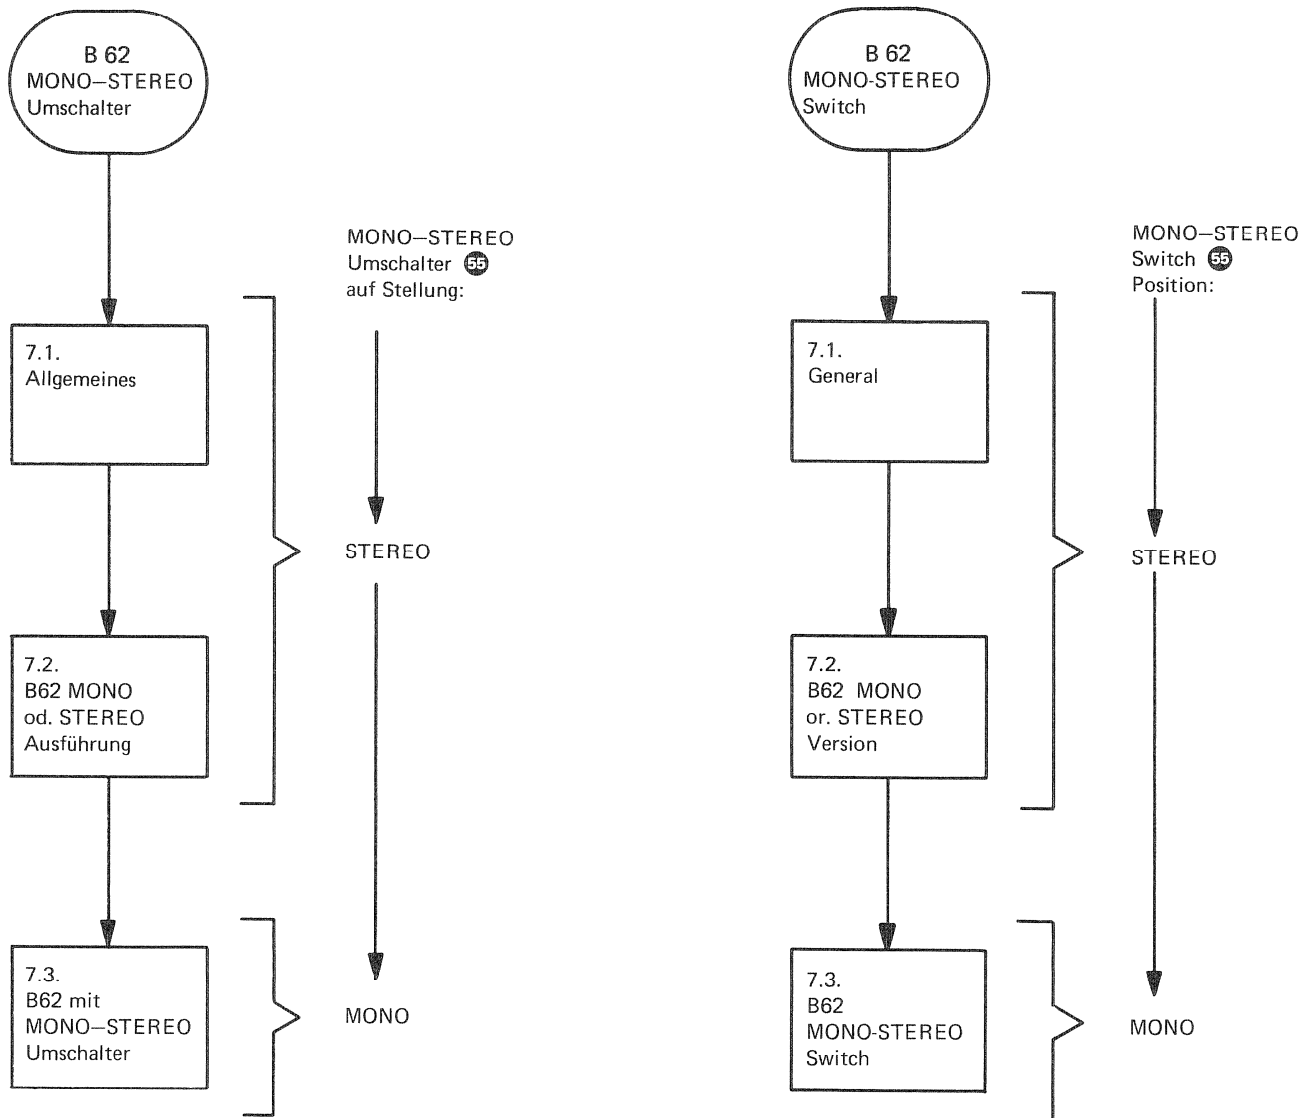 B 62
MONO–STEREO
Umschalter
MONO–STEREO
Umschalter 55
auf Stellung:
7.1.
Allgemeines
STEREO
7.2.
B62 MONO
od. STEREO
Ausführung
7.3.
B62 mit
MONO–STEREO
Umschalter
MONO
B 62
MONO-STEREO
Switch
MONO–STEREO
Switch 55
Position:
7.1.
General
STEREO
7.2.
B62 MONO
or. STEREO
Version
7.3.
B62
MONO-STEREO
Switch
MONO